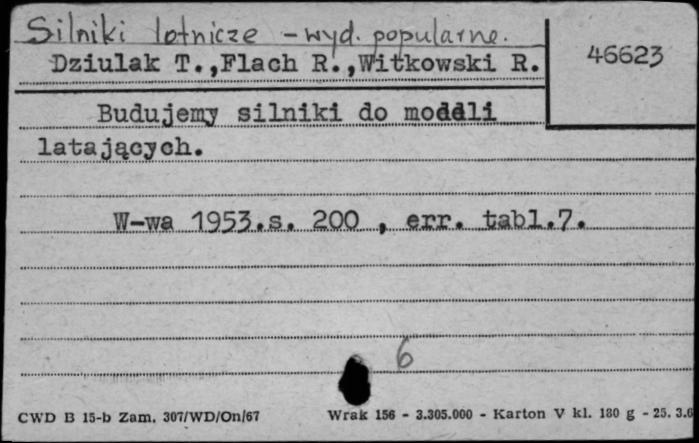 Silniki lotnicze - wyd. popularne.
46623
Dziulak T.,Flach R.,Witkowski R.
Budujemy silniki do modeli
latających.
W-wa 1953.s. 200 , err. tabl.7.
6
CWD B 15-b Zam. 307/WD/On/67 Wrak 156 - 3.305.000 - Karton V kl. 180 g - 25. 3.6